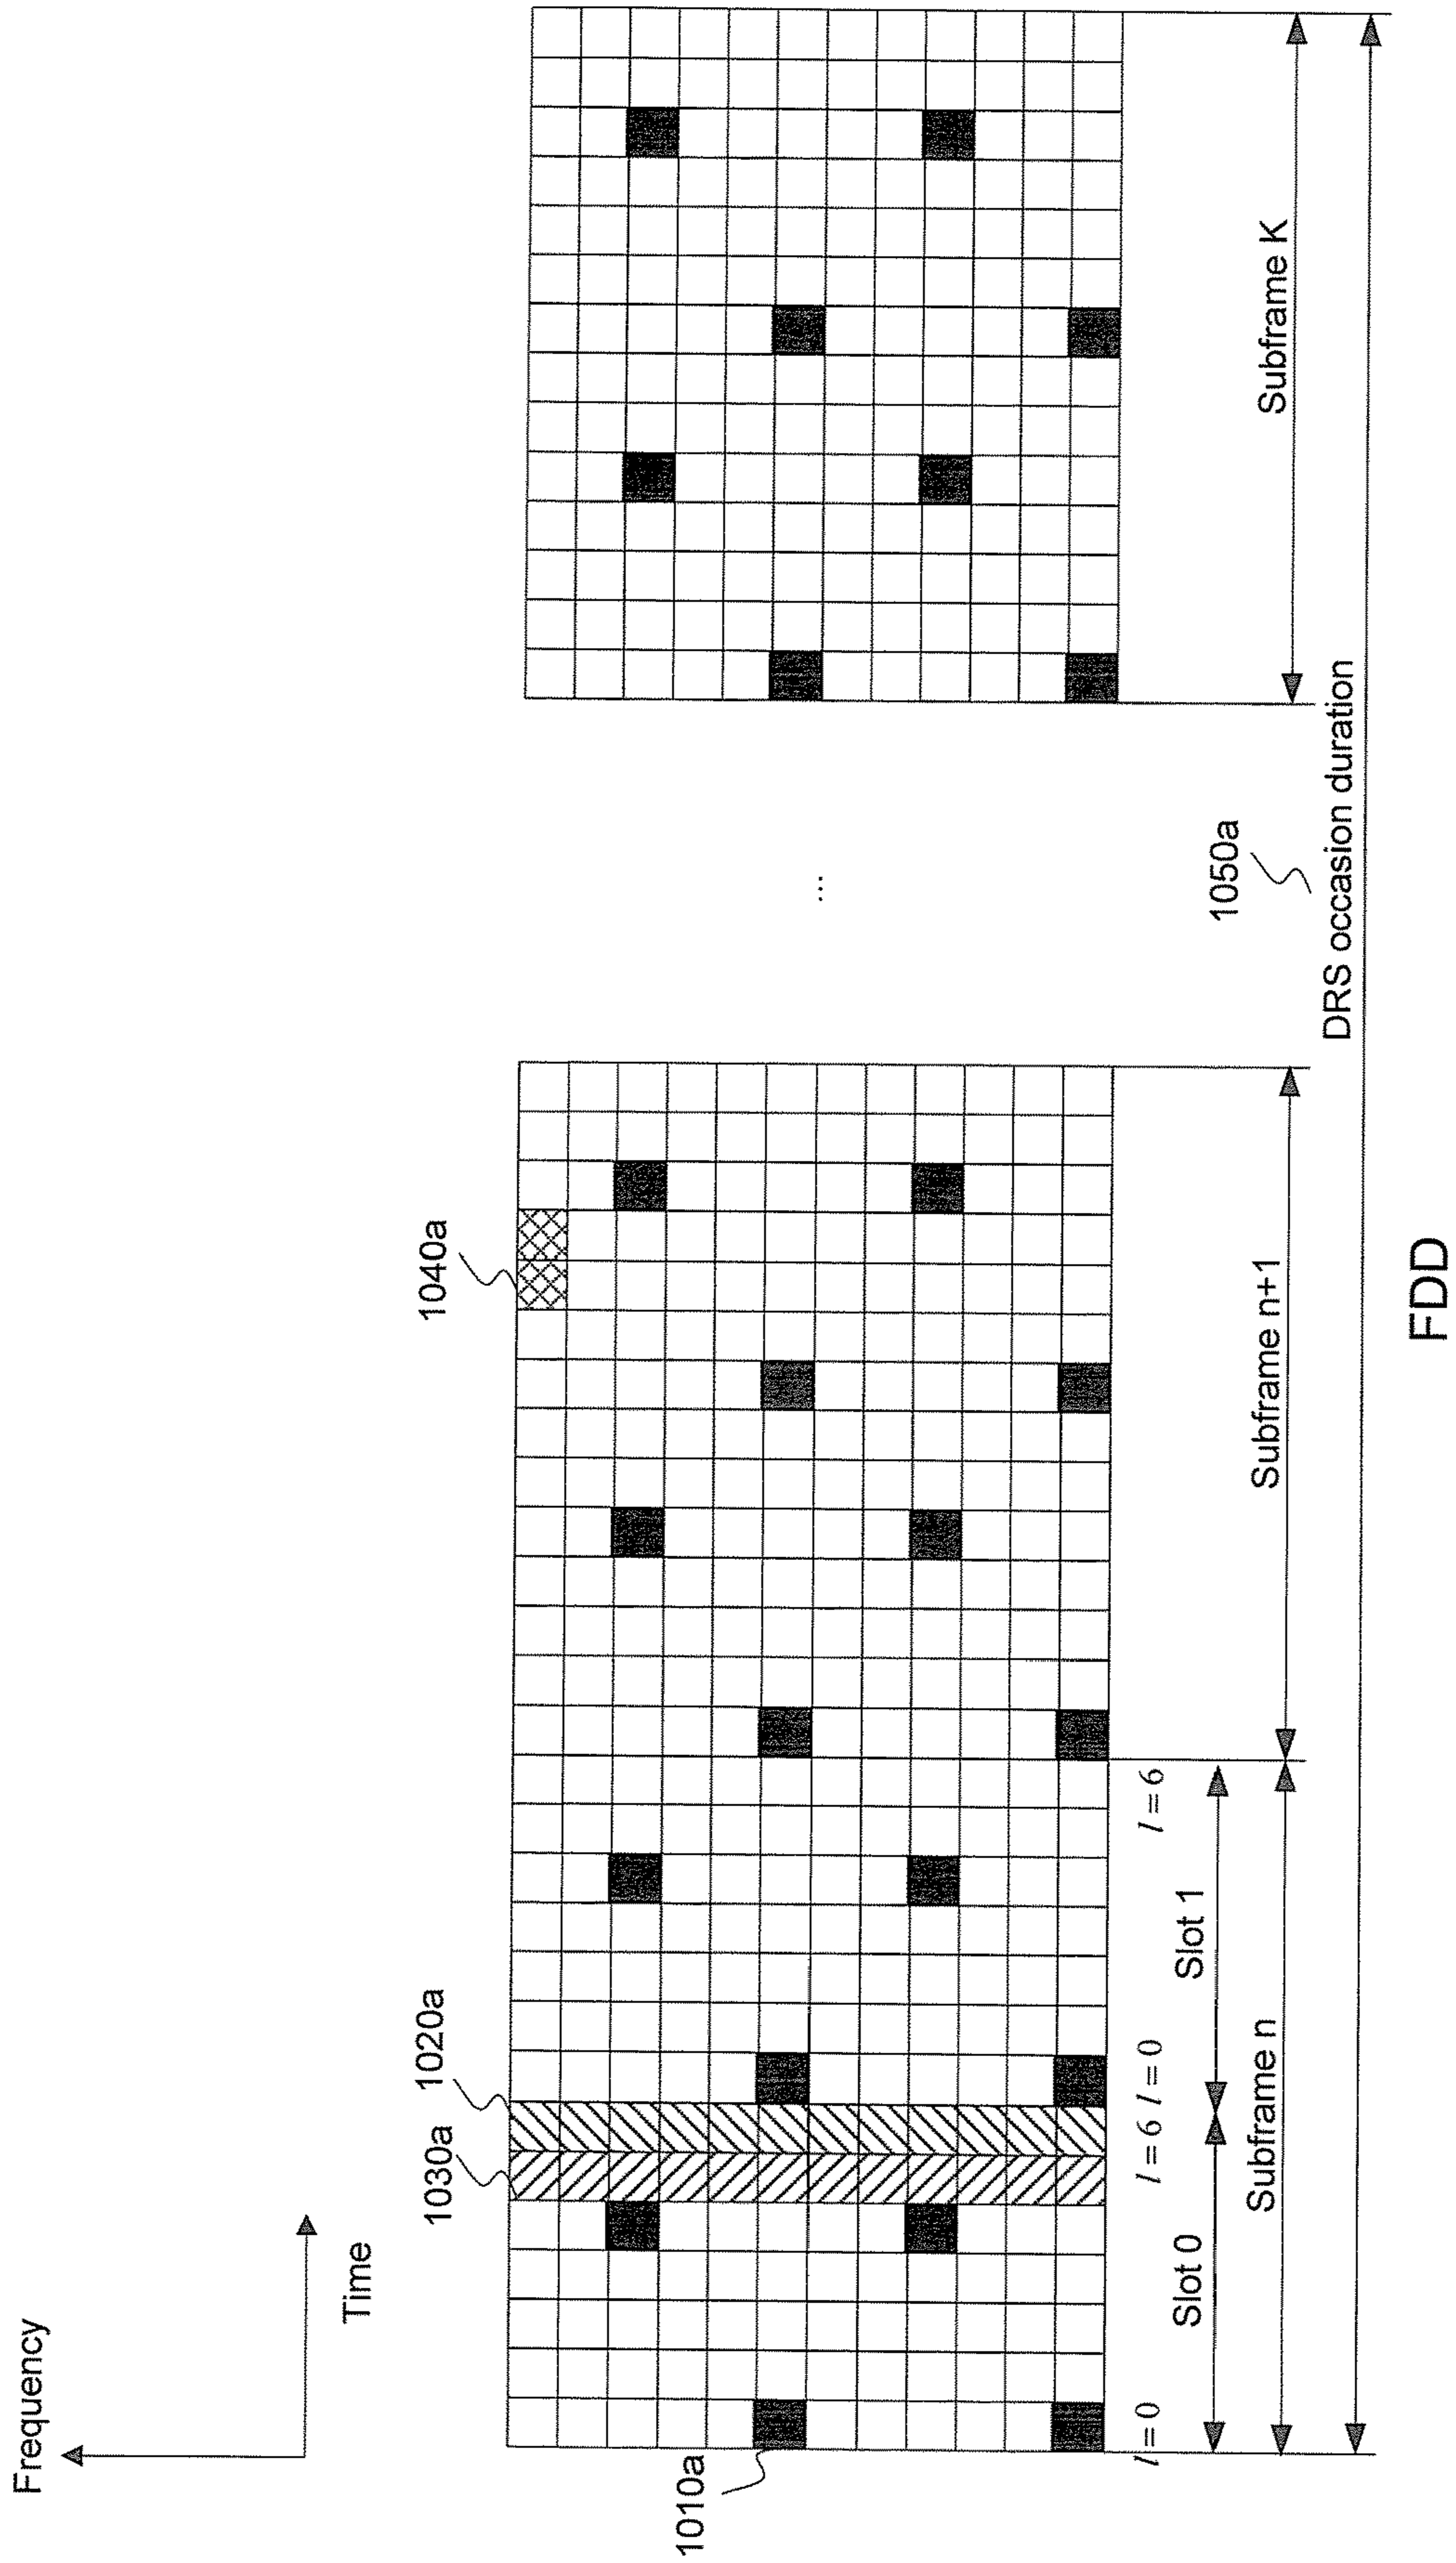 Frequency
Time
1010a
1030a
1020a
1040a
...
l = 0
l = 6
l = 0
l = 6
Slot 0
Slot 1
Subframe n
Subframe n+1
Subframe K
1050a
DRS occasion duration
FDD